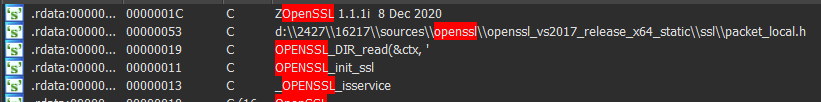 's' .rdata:00000... 0000001C C ZOpenSSL 1.1.1i 8 Dec 2020
's' .rdata:00000... 00000053 C d:\\2427\\16217\\sources\\openssl\\openssl_vs2017_release_x64_static\\ssl\\packet_local.h
's' .rdata:00000... 00000019 C OPENSSL_DIR_read(&ctx, '
's' .rdata:00000... 00000011 C OPENSSL_init_ssl
's' .rdata:00000... 00000013 C _OPENSSL_isservice